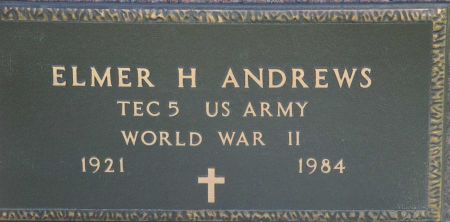 ELMER H ANDREWS
TEC 5 US ARMY
WORLD WAR II
1921 1984